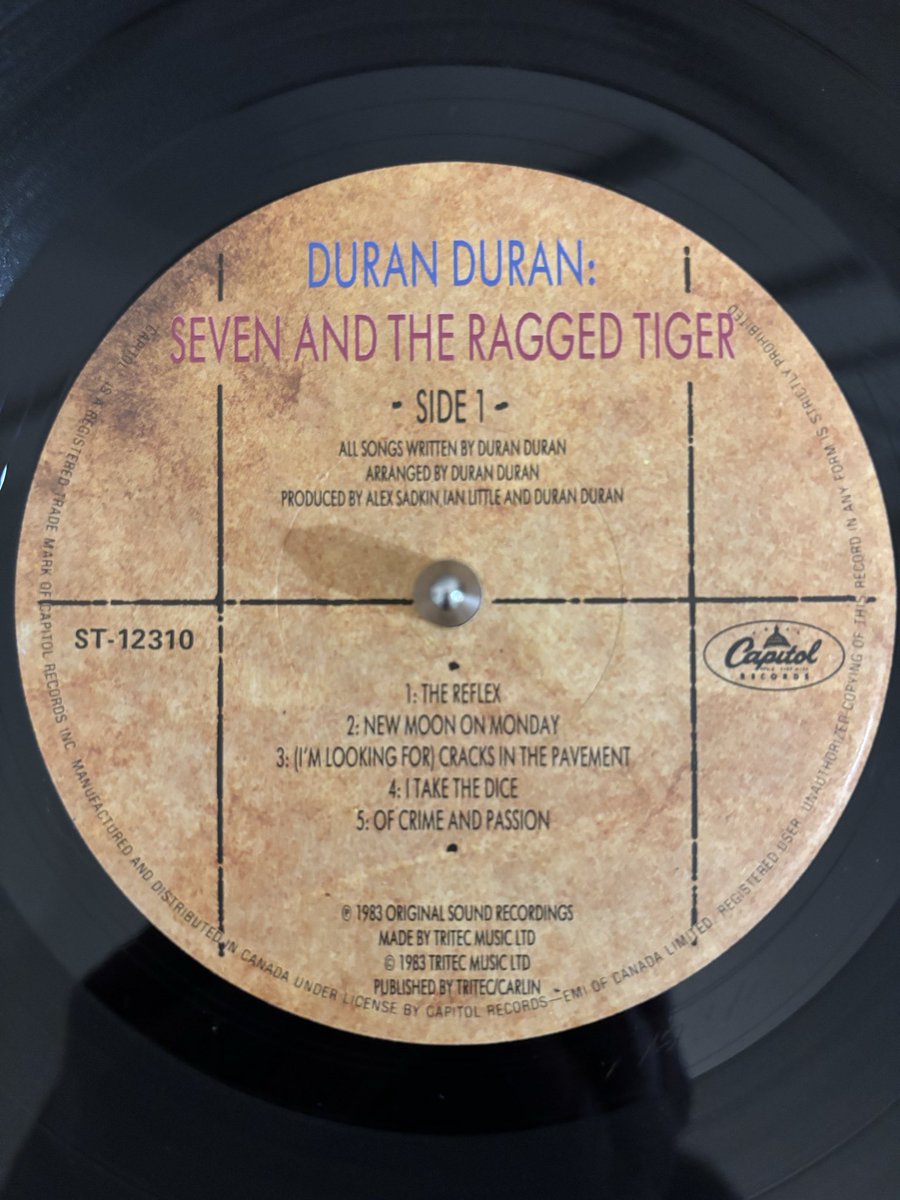 DURAN DURAN:
SEVEN AND THE RAGGED TIGER
- SIDE 1 -
ALL SONGS WRITTEN BY DURAN DURAN
ARRANGED BY DURAN DURAN
PRODUCED BY ALEX SADKIN, IAN LITTLE AND DURAN DURAN
ST-12310
Capitol
RECORDS
1: THE REFLEX
2: NEW MOON ON MONDAY
3: (I'M LOOKING FOR) CRACKS IN THE PAVEMENT
4: I TAKE THE DICE
5: OF CRIME AND PASSION
℗ 1983 ORIGINAL SOUND RECORDINGS
MADE BY TRITEC MUSIC LTD
© 1983 TRITEC MUSIC LTD
PUBLISHED BY TRITEC/CARLIN
CAPITOL IS A REGISTERED TRADE MARK OF CAPITOL RECORDS INC. MANUFACTURED AND DISTRIBUTED IN CANADA UNDER LICENSE BY CAPITOL RECORDS—EMI OF CANADA LIMITED, REGISTERED USER. UNAUTHORIZED COPYING OF THIS RECORD IN ANY FORM IS STRICTLY PROHIBITED